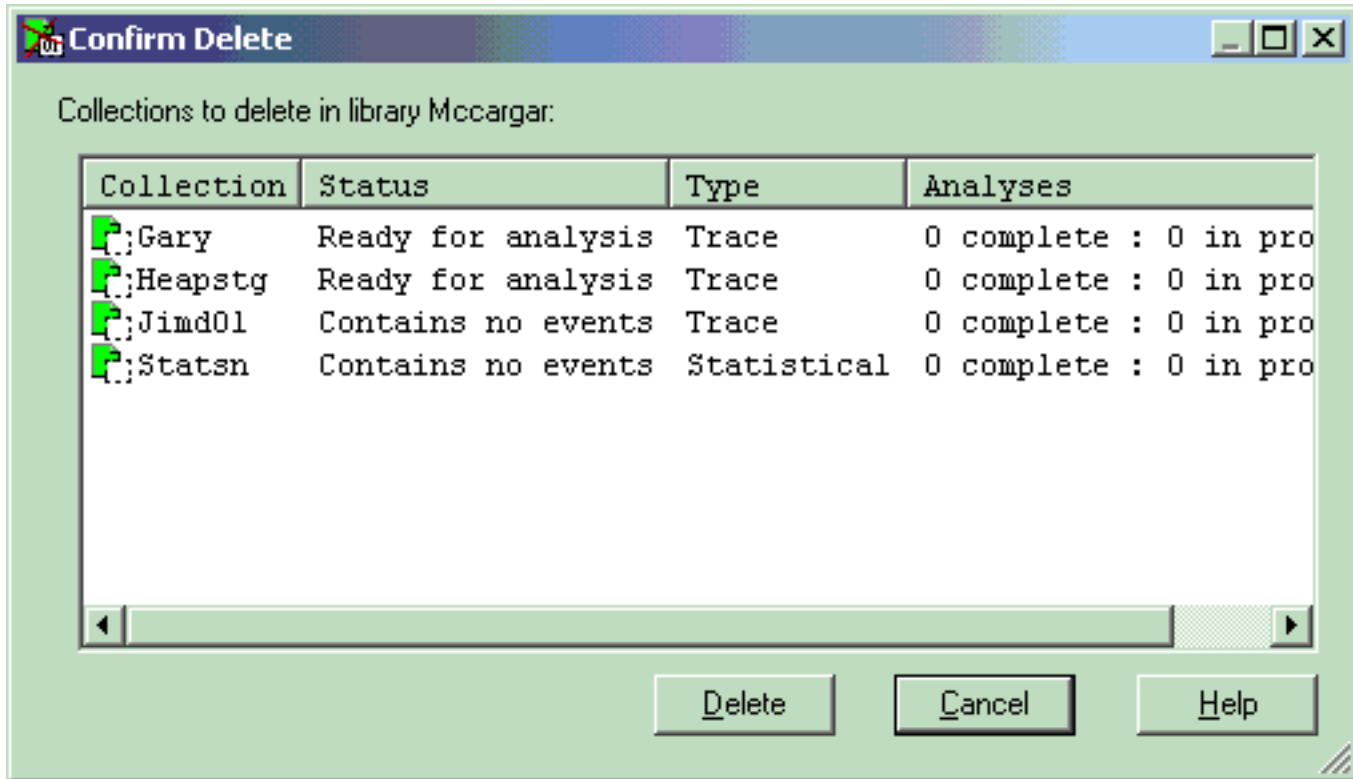 Confirm Delete
Collections to delete in library Mccargar:
Collection Status Type Analyses
Gary Ready for analysis Trace 0 complete : 0 in pro
Heapstg Ready for analysis Trace 0 complete : 0 in pro
Jimd01 Contains no events Trace 0 complete : 0 in pro
Statsn Contains no events Statistical 0 complete : 0 in pro
Delete Cancel Help